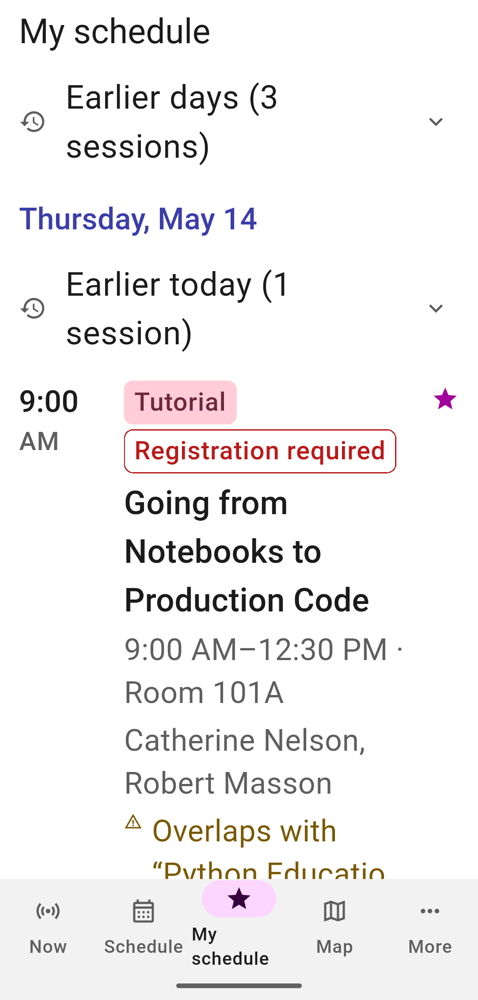 My schedule
Earlier days (3
sessions)
Thursday, May 14
Earlier today (1
session)
9:00
AM
Tutorial
Registration required
Going from
Notebooks to
Production Code
9:00 AM–12:30 PM ·
Room 101A
Catherine Nelson,
Robert Masson
Overlaps with
“Python Educatio
Now
Schedule
My
schedule
Map
More